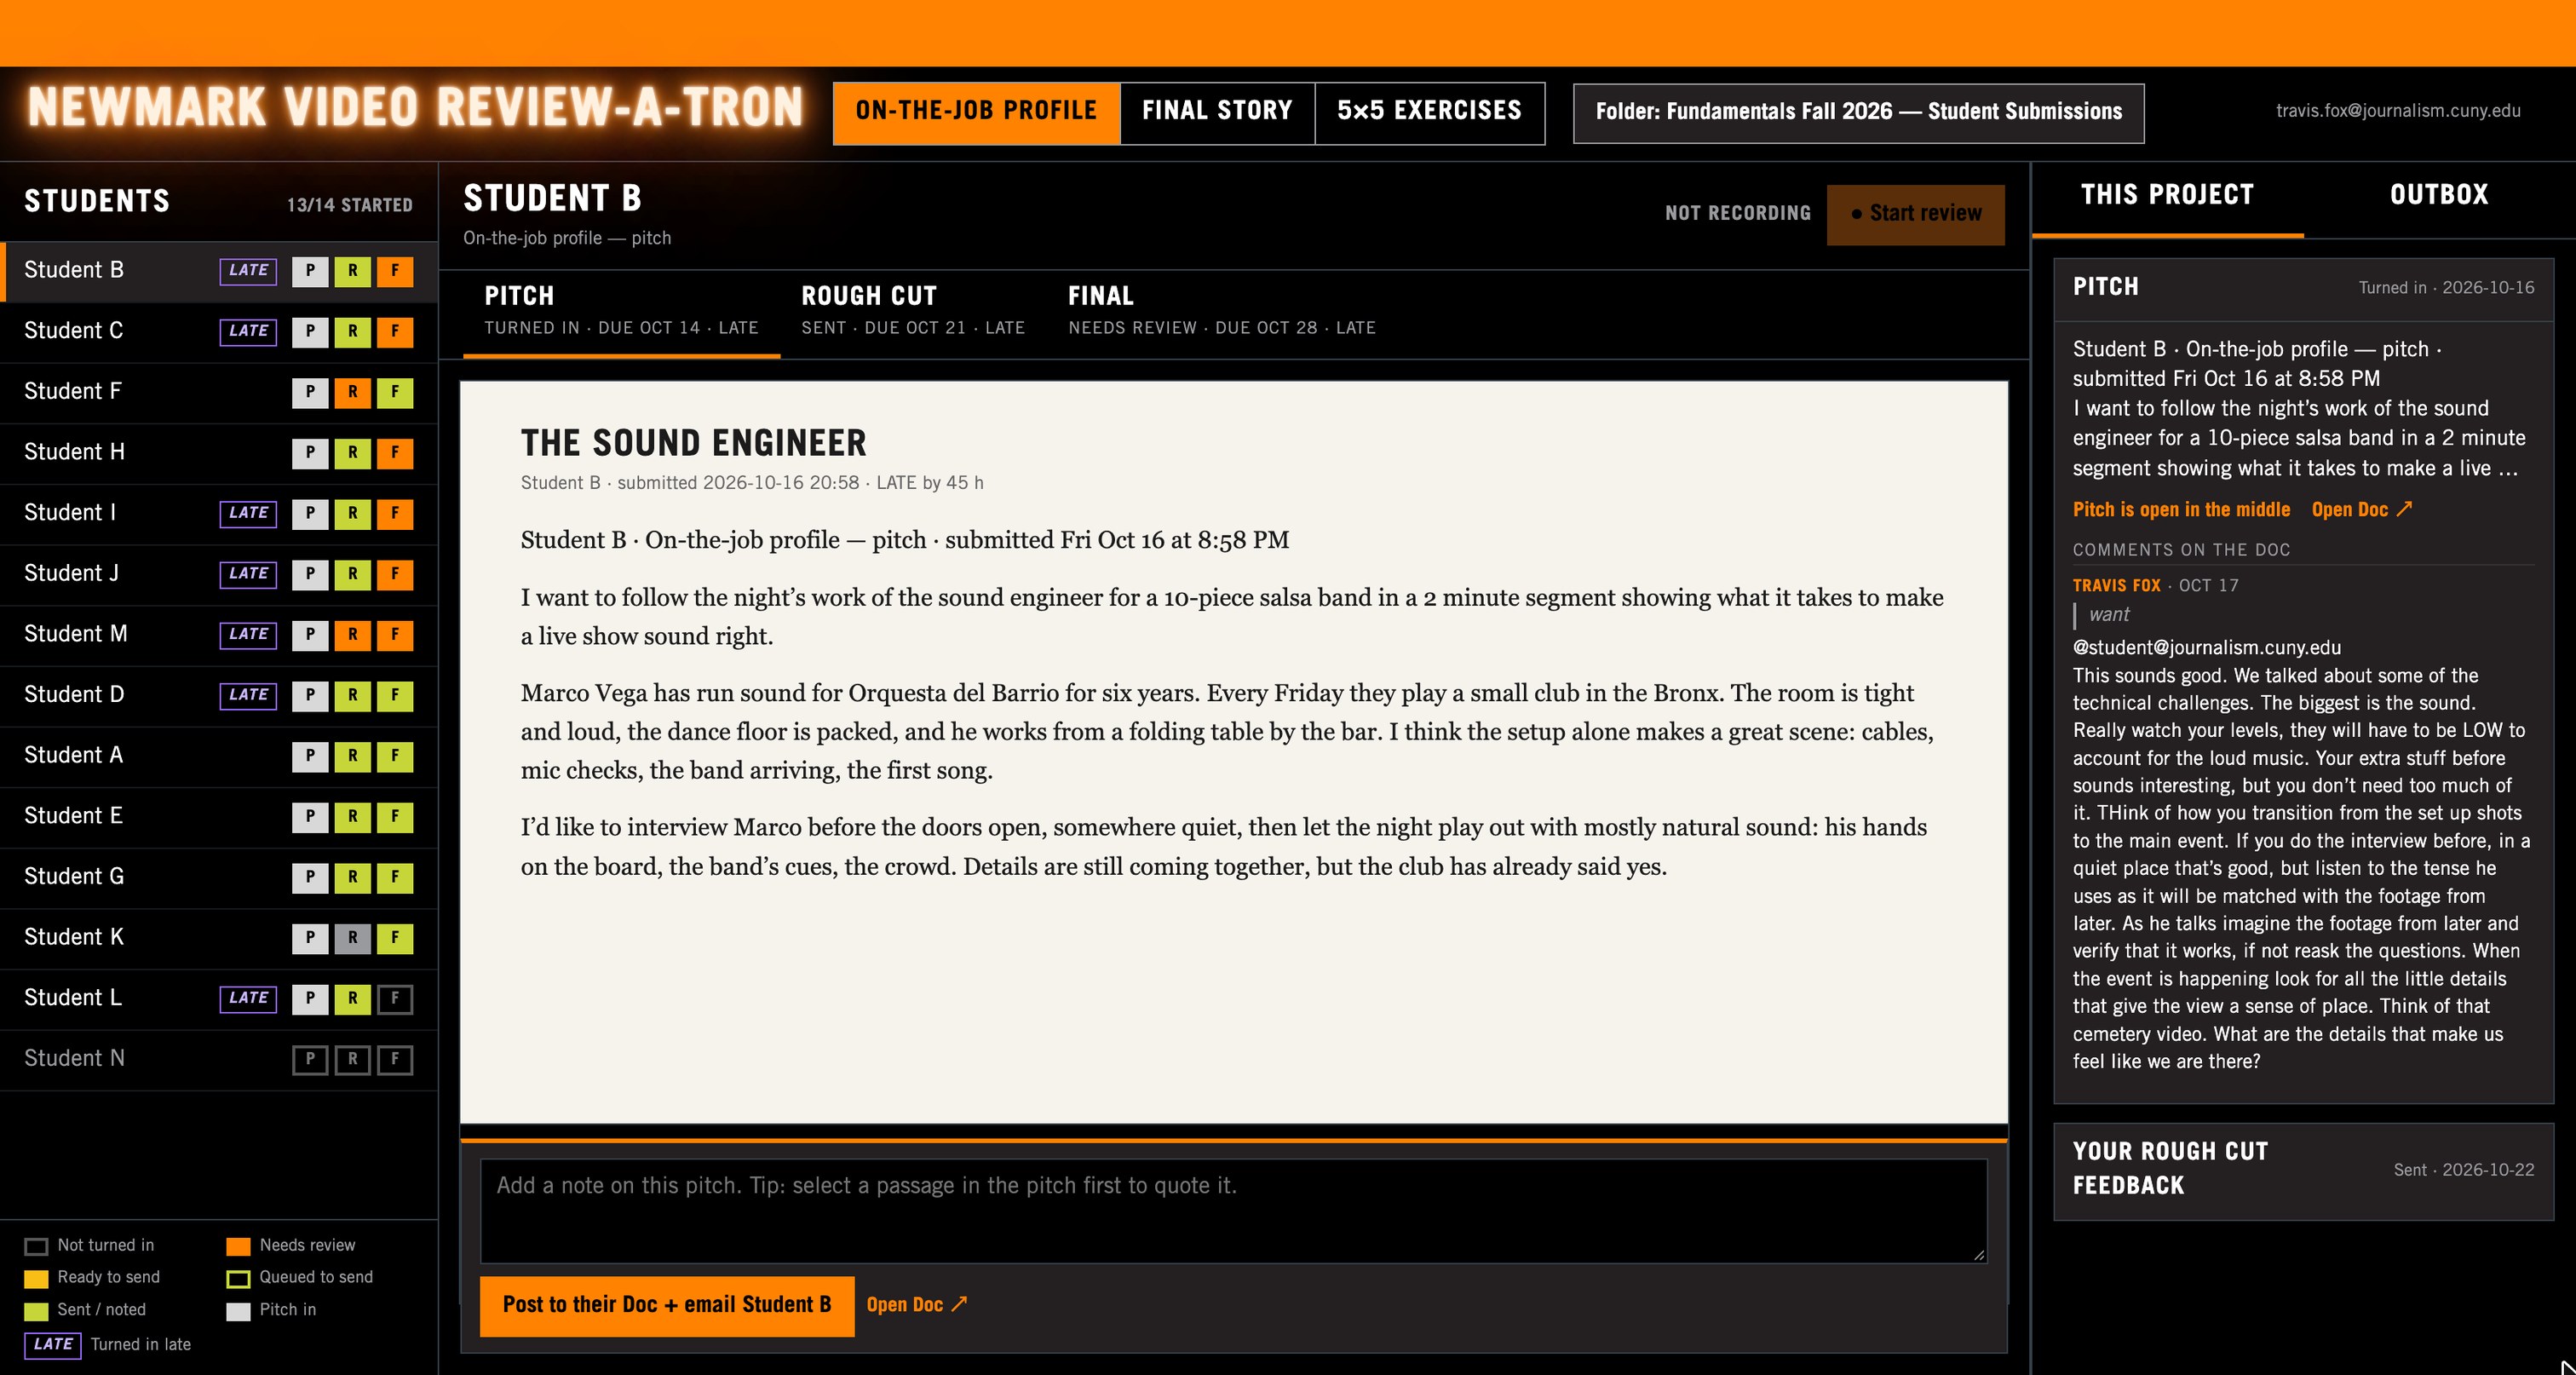 NEWMARK VIDEO REVIEW-A-TRON
ON-THE-JOB PROFILE
FINAL STORY
5×5 EXERCISES
Folder: Fundamentals Fall 2026 — Student Submissions
travis.fox@journalism.cuny.edu
STUDENTS
13/14 STARTED
Student B LATE P R F
Student C LATE P R F
Student F P R F
Student H P R F
Student I LATE P R F
Student J LATE P R F
Student M LATE P R F
Student D LATE P R F
Student A P R F
Student E P R F
Student G P R F
Student K P R F
Student L LATE P R F
Student N P R F
Not turned in
Needs review
Ready to send
Queued to send
Sent / noted
Pitch in
LATE Turned in late
STUDENT B
On-the-job profile — pitch
NOT RECORDING
● Start review
PITCH
TURNED IN · DUE OCT 14 · LATE
ROUGH CUT
SENT · DUE OCT 21 · LATE
FINAL
NEEDS REVIEW · DUE OCT 28 · LATE
THE SOUND ENGINEER
Student B · submitted 2026-10-16 20:58 · LATE by 45 h
Student B · On-the-job profile — pitch · submitted Fri Oct 16 at 8:58 PM
I want to follow the night’s work of the sound engineer for a 10-piece salsa band in a 2 minute segment showing what it takes to make
a live show sound right.
Marco Vega has run sound for Orquesta del Barrio for six years. Every Friday they play a small club in the Bronx. The room is tight
and loud, the dance floor is packed, and he works from a folding table by the bar. I think the setup alone makes a great scene: cables,
mic checks, the band arriving, the first song.
I’d like to interview Marco before the doors open, somewhere quiet, then let the night play out with mostly natural sound: his hands
on the board, the band’s cues, the crowd. Details are still coming together, but the club has already said yes.
Add a note on this pitch. Tip: select a passage in the pitch first to quote it.
Post to their Doc + email Student B
Open Doc ↗
THIS PROJECT
OUTBOX
PITCH
Turned in · 2026-10-16
Student B · On-the-job profile — pitch ·
submitted Fri Oct 16 at 8:58 PM
I want to follow the night’s work of the sound
engineer for a 10-piece salsa band in a 2 minute
segment showing what it takes to make a live ...
Pitch is open in the middle
Open Doc ↗
COMMENTS ON THE DOC
TRAVIS FOX · OCT 17
want
@student@journalism.cuny.edu
This sounds good. We talked about some of the
technical challenges. The biggest is the sound.
Really watch your levels, they will have to be LOW to
account for the loud music. Your extra stuff before
sounds interesting, but you don’t need too much of
it. THink of how you transition from the set up shots
to the main event. If you do the interview before, in a
quiet place that’s good, but listen to the tense he
uses as it will be matched with the footage from
later. As he talks imagine the footage from later and
verify that it works, if not reask the questions. When
the event is happening look for all the little details
that give the view a sense of place. Think of that
cemetery video. What are the details that make us
feel like we are there?
YOUR ROUGH CUT
FEEDBACK
Sent · 2026-10-22